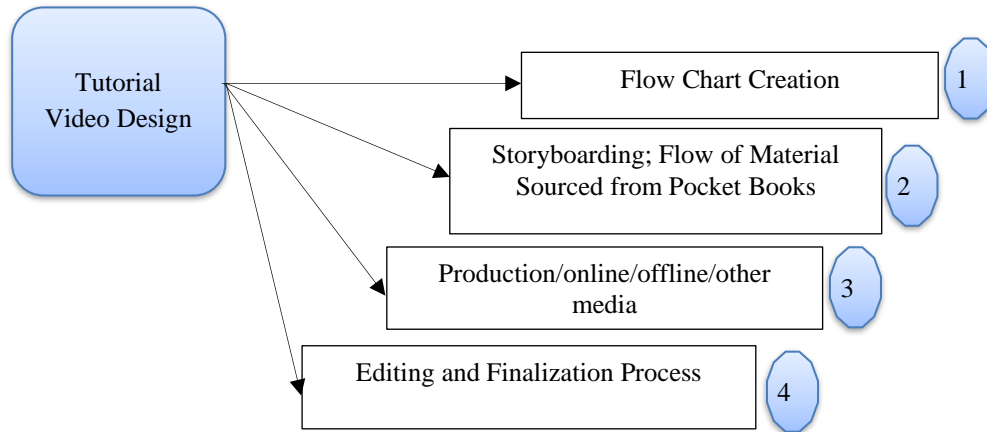 Tutorial
Video Design
Flow Chart Creation
1
Storyboarding; Flow of Material
Sourced from Pocket Books
2
Production/online/offline/other
media
3
Editing and Finalization Process
4